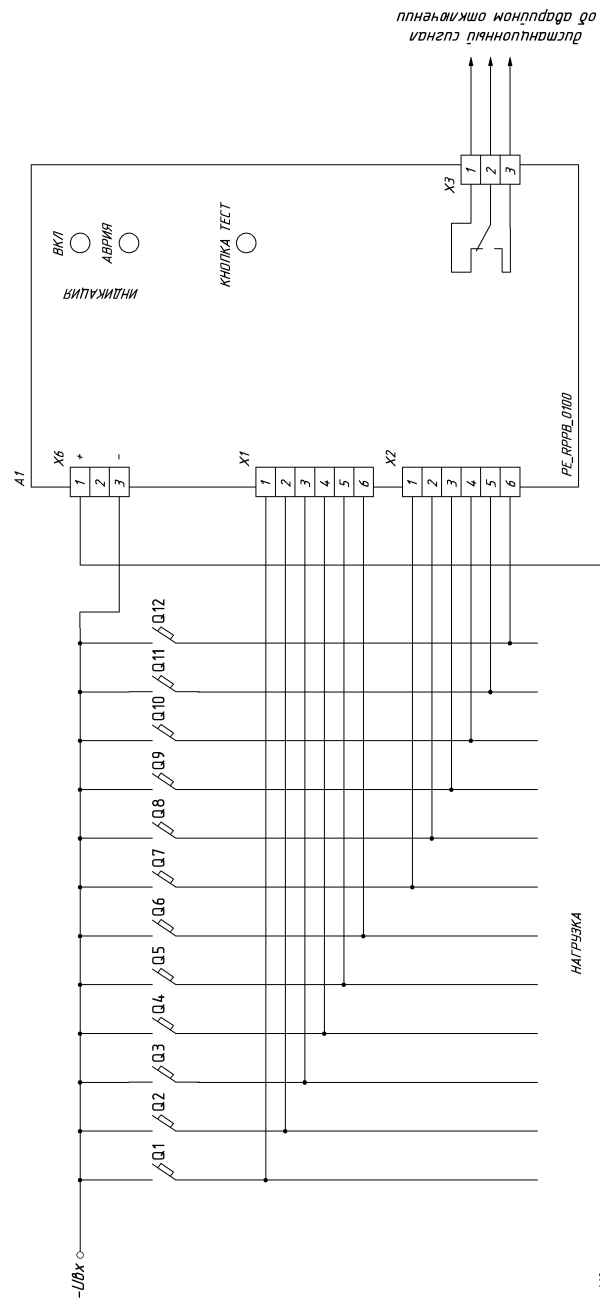 дистанционный сигнал
об аварийном отключении
А1
ИНДИКАЦИЯ
ВКЛ
АВРИЯ
КНОПКА ТЕСТ
X3
1
2
3
X6
+
-
1
2
3
X1
1
2
3
4
5
6
X2
1
2
3
4
5
6
PE_RPPB_0100
Q12
Q11
Q10
Q9
Q8
Q7
Q6
Q5
Q4
Q3
Q2
Q1
НАГРУЗКА
-Uвх